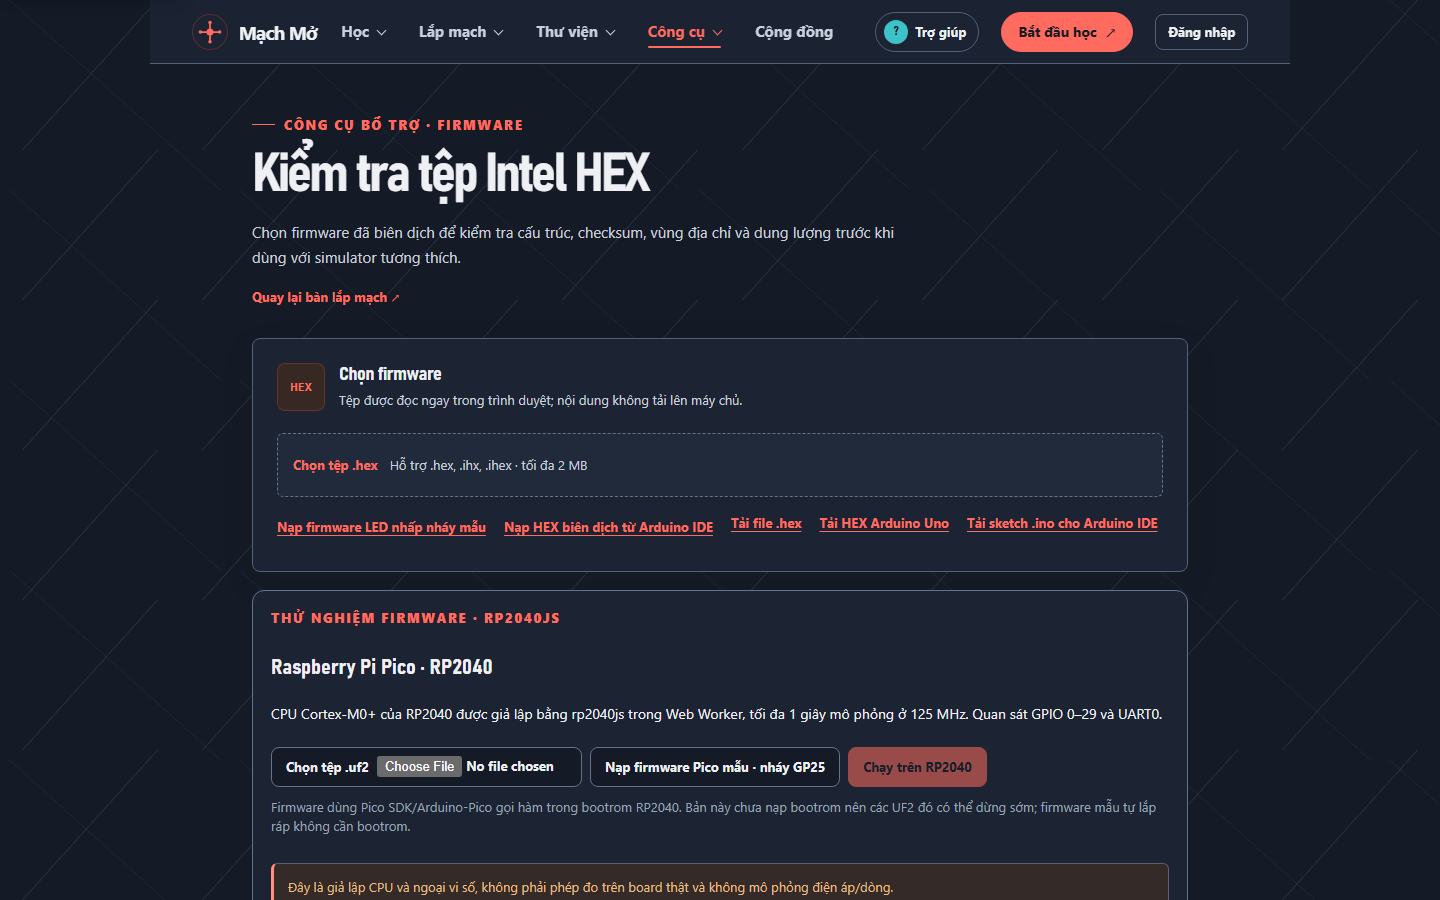 Mạch Mở
Học
Lắp mạch
Thư viện
Công cụ
Cộng đồng
? Trợ giúp
Bắt đầu học ↗
Đăng nhập
CÔNG CỤ BỔ TRỢ · FIRMWARE
Kiểm tra tệp Intel HEX
Chọn firmware đã biên dịch để kiểm tra cấu trúc, checksum, vùng địa chỉ và dung lượng trước khi
dùng với simulator tương thích.
Quay lại bàn lắp mạch ↗
HEX
Chọn firmware
Tệp được đọc ngay trong trình duyệt; nội dung không tải lên máy chủ.
Chọn tệp .hex Hỗ trợ .hex, .ihx, .ihex · tối đa 2 MB
Nạp firmware LED nhấp nháy mẫu Nạp HEX biên dịch từ Arduino IDE Tải file .hex Tải HEX Arduino Uno Tải sketch .ino cho Arduino IDE
THỬ NGHIỆM FIRMWARE · RP2040JS
Raspberry Pi Pico · RP2040
CPU Cortex-M0+ của RP2040 được giả lập bằng rp2040js trong Web Worker, tối đa 1 giây mô phỏng ở 125 MHz. Quan sát GPIO 0–29 và UART0.
Chọn tệp .uf2 Choose File No file chosen
Nạp firmware Pico mẫu · nháy GP25
Chạy trên RP2040
Firmware dùng Pico SDK/Arduino-Pico gọi hàm trong bootrom RP2040. Bản này chưa nạp bootrom nên các UF2 đó có thể dừng sớm; firmware mẫu tự lắp
ráp không cần bootrom.
Đây là giả lập CPU và ngoại vi số, không phải phép đo trên board thật và không mô phỏng điện áp/dòng.